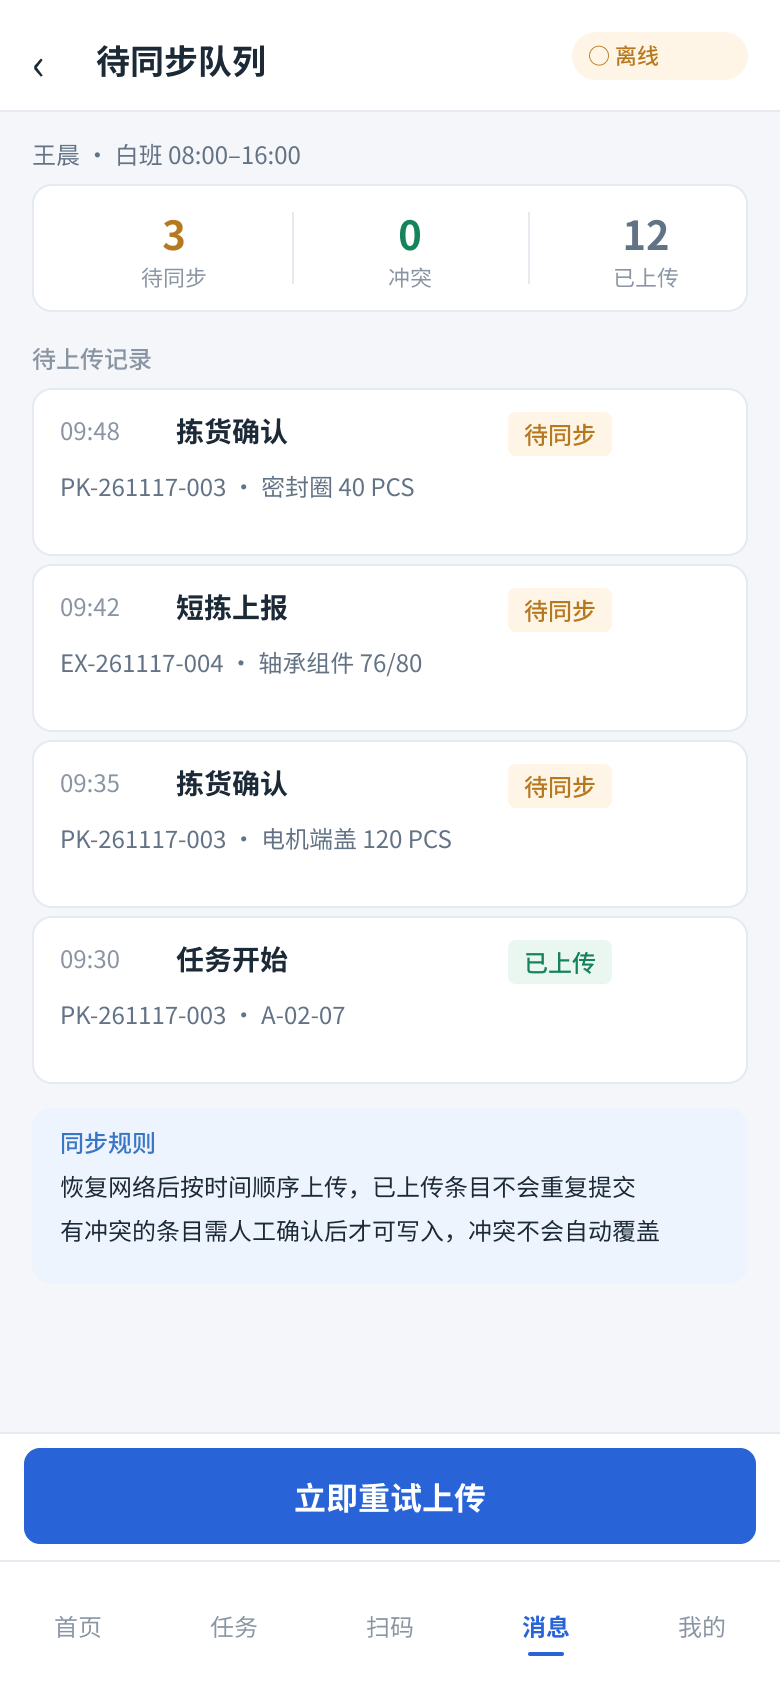 ‹ 待同步队列 ○ 离线
王晨 · 白班 08:00–16:00
3 0 12
待同步 冲突 已上传
待上传记录
09:48 拣货确认 待同步
PK-261117-003 · 密封圈 40 PCS
09:42 短拣上报 待同步
EX-261117-004 · 轴承组件 76/80
09:35 拣货确认 待同步
PK-261117-003 · 电机端盖 120 PCS
09:30 任务开始 已上传
PK-261117-003 · A-02-07
同步规则
恢复网络后按时间顺序上传，已上传条目不会重复提交
有冲突的条目需人工确认后才可写入，冲突不会自动覆盖
立即重试上传
首页 任务 扫码 消息 我的